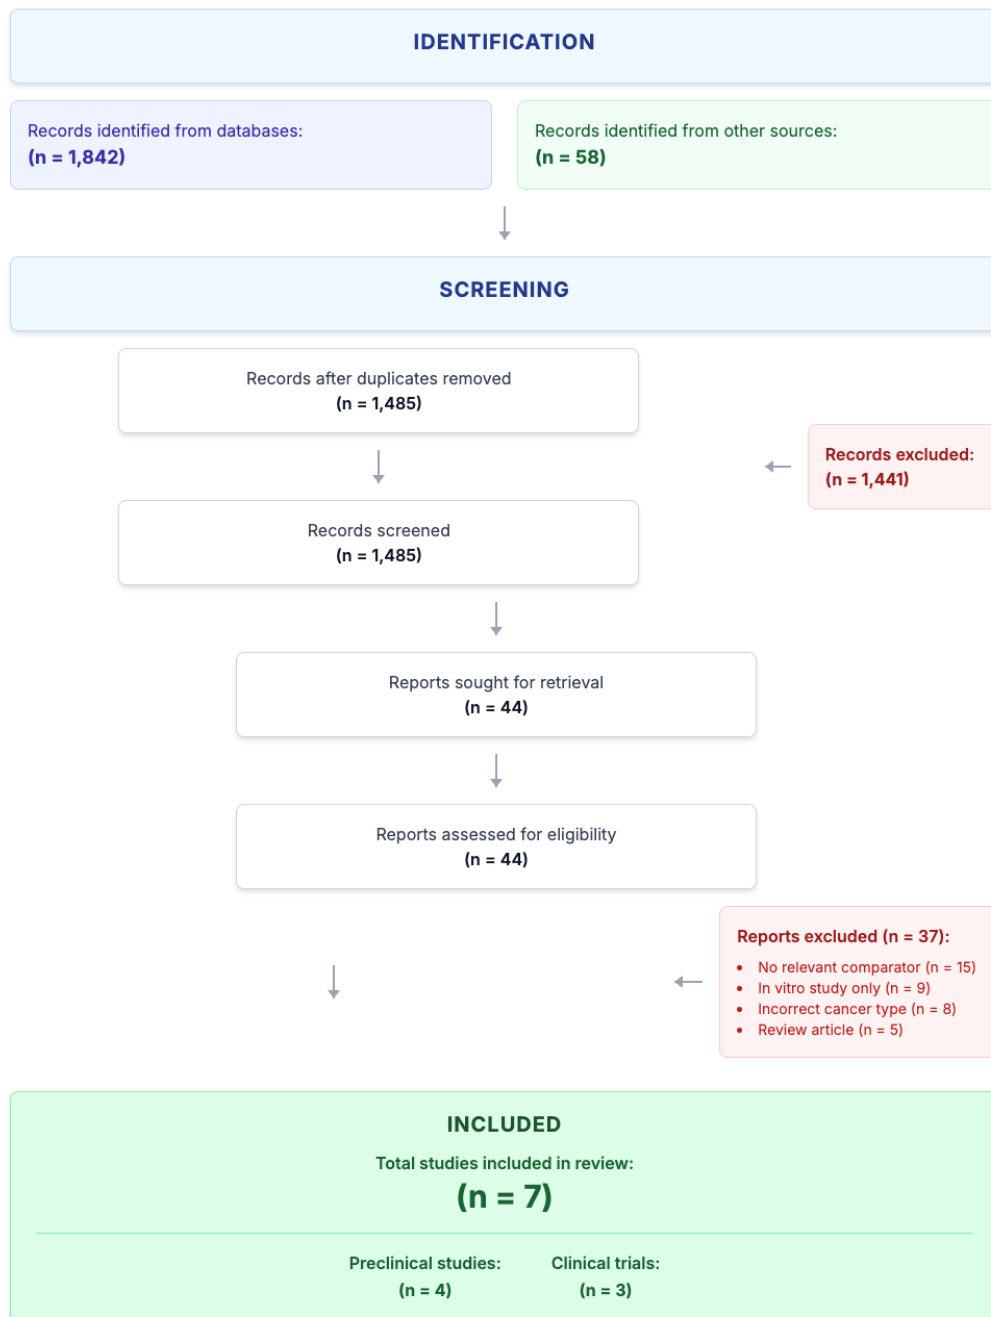 IDENTIFICATION
Records identified from databases:
(n = 1,842)
Records identified from other sources:
(n = 58)
SCREENING
Records after duplicates removed
(n = 1,485)
Records excluded:
(n = 1,441)
Records screened
(n = 1,485)
Reports sought for retrieval
(n = 44)
Reports assessed for eligibility
(n = 44)
Reports excluded (n = 37):
• No relevant comparator (n = 15)
• In vitro study only (n = 9)
• Incorrect cancer type (n = 8)
• Review article (n = 5)
INCLUDED
Total studies included in review:
(n = 7)
Preclinical studies:
(n = 4)
Clinical trials:
(n = 3)